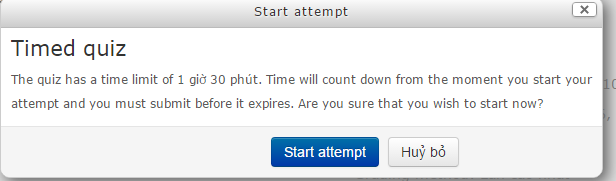 Start attempt
Timed quiz
The quiz has a time limit of 1 giờ 30 phút. Time will count down from the moment you start your
attempt and you must submit before it expires. Are you sure that you wish to start now?
Start attempt
Huỷ bỏ